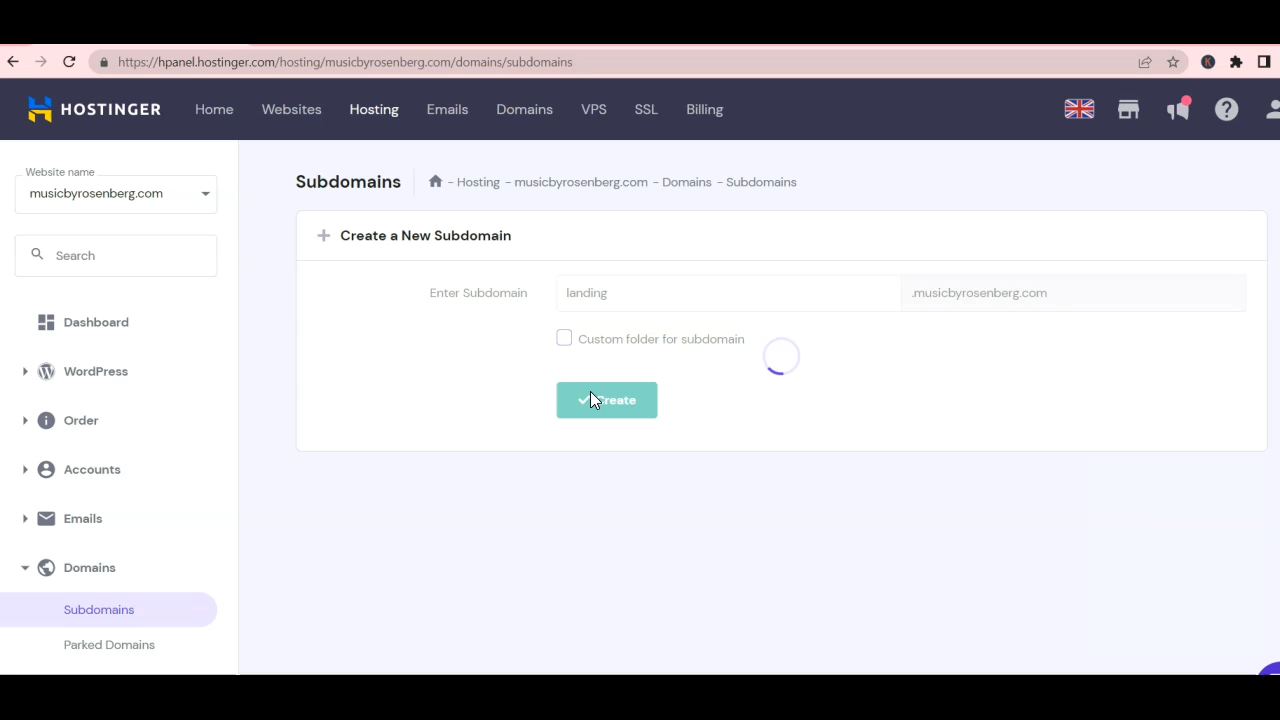 https://hpanel.hostinger.com/hosting/musicbyrosenberg.com/domains/subdomains
K
HOSTINGER Home Websites Hosting Emails Domains VPS SSL Billing
Website name
musicbyrosenberg.com
Search
Dashboard
WordPress
Order
Accounts
Emails
Domains
Subdomains
Parked Domains
Subdomains - Hosting - musicbyrosenberg.com - Domains - Subdomains
+ Create a New Subdomain
Enter Subdomain landing .musicbyrosenberg.com
Custom folder for subdomain
Create